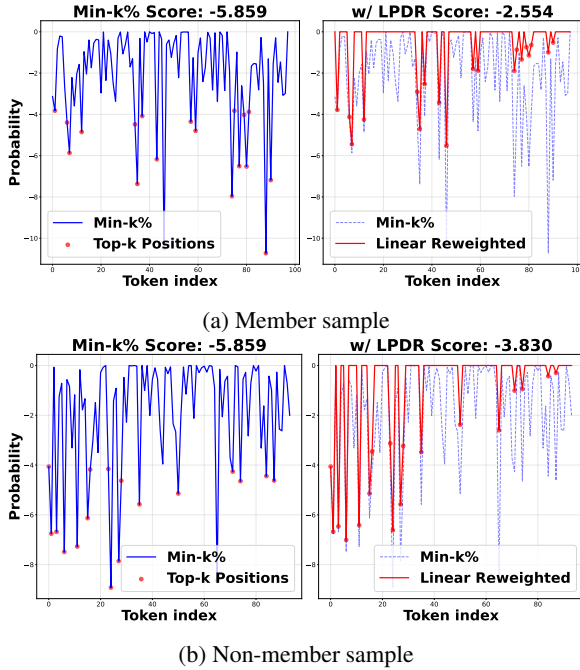 Min-k% Score: -5.859
w/ LPDR Score: -2.554
Probability
0
−2
−4
−6
−8
−10
0 20 40 60 80 100
Min-k%
Top-k Positions
Token index
0
−2
−4
−6
−8
−10
0 20 40 60 80 100
Min-k%
Linear Reweighted
Token index
(a) Member sample
Min-k% Score: -5.859
w/ LPDR Score: -3.830
Probability
0
−2
−4
−6
−8
0 20 40 60 80
Min-k%
Top-k Positions
Token index
0
−2
−4
−6
−8
0 20 40 60 80
Min-k%
Linear Reweighted
Token index
(b) Non-member sample